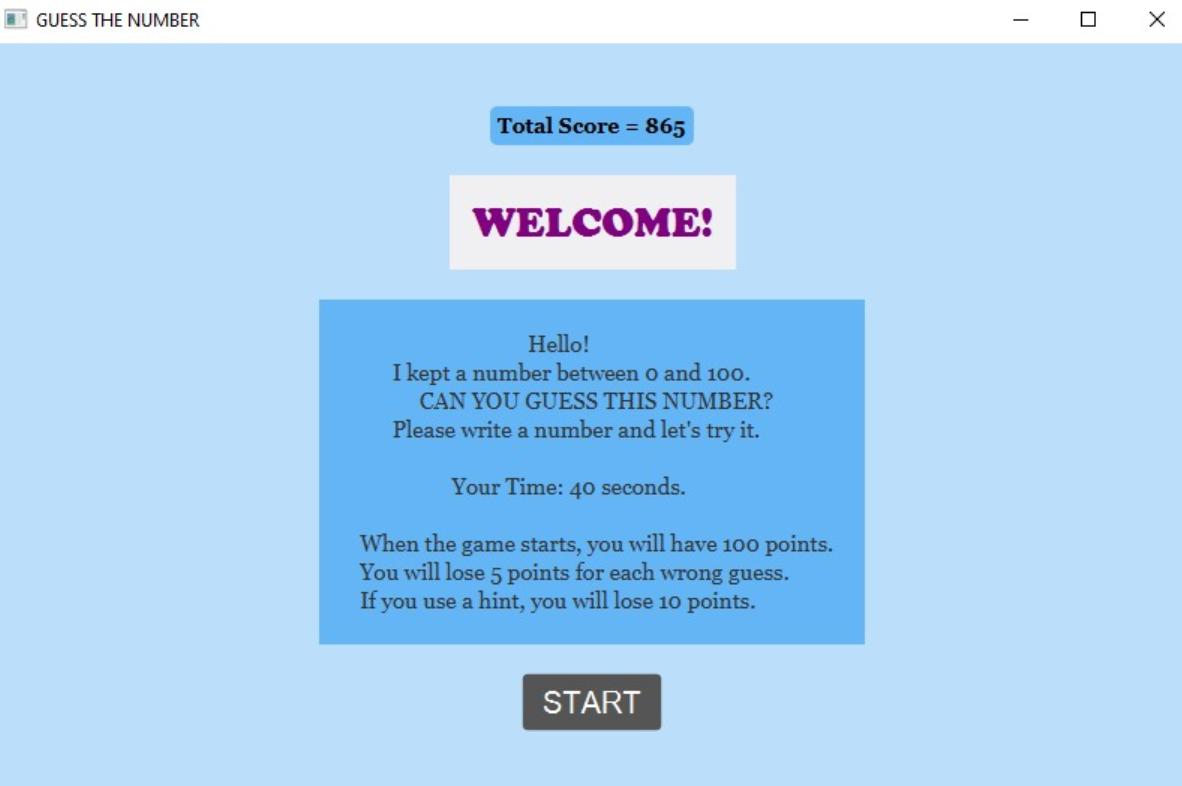 GUESS THE NUMBER
Total Score = 865
WELCOME!
Hello!
I kept a number between 0 and 100.
CAN YOU GUESS THIS NUMBER?
Please write a number and let's try it.
Your Time: 40 seconds.
When the game starts, you will have 100 points.
You will lose 5 points for each wrong guess.
If you use a hint, you will lose 10 points.
START